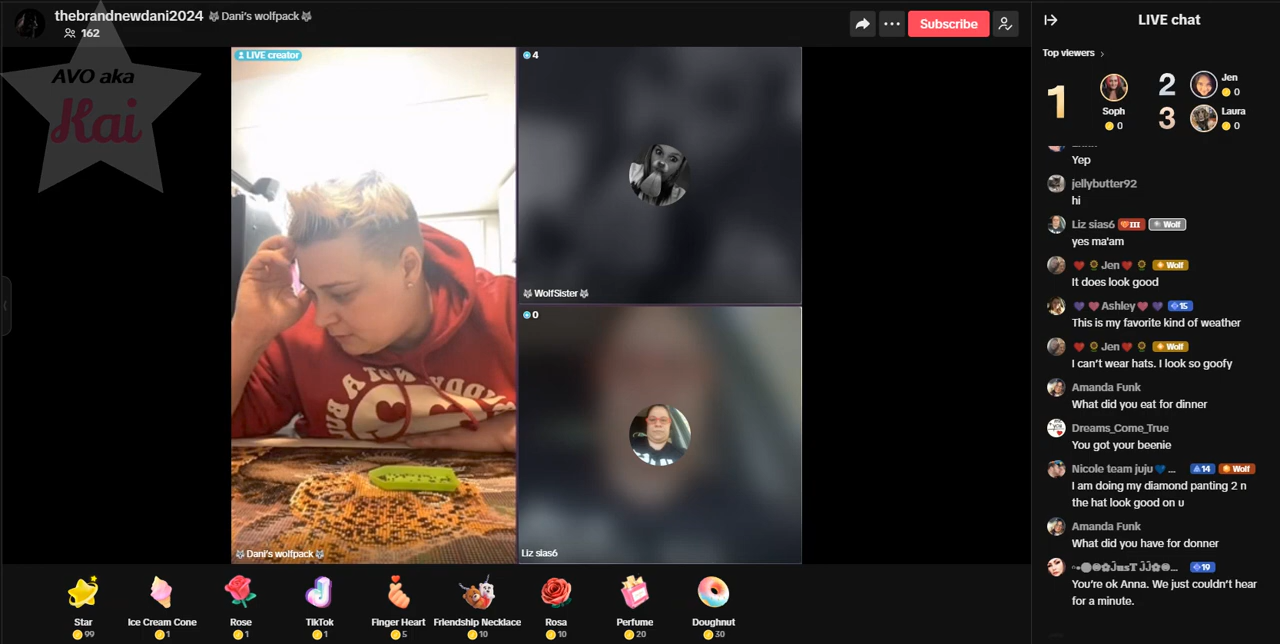 thebrandnewdani2024 🐺 Dani's wolfpack 🐺
162
Subscribe
AVO aka
Kai
LIVE creator
4
WolfSister
0
Dani's wolfpack
Liz sias6
Star
99
Ice Cream Cone
1
Rose
1
TikTok
1
Finger Heart
5
Friendship Necklace
10
Rosa
10
Perfume
20
Doughnut
30
LIVE chat
Top viewers
1
Soph
0
2
Jen
0
3
Laura
0
Yep
jellybutter92
hi
Liz sias6 III Wolf
yes ma'am
❤️🌻Jen❤️🌻 Wolf
It does look good
💜❤️Ashley❤️💜 15
This is my favorite kind of weather
❤️🌻Jen❤️🌻 Wolf
I can't wear hats. I look so goofy
Amanda Funk
What did you eat for dinner
Dreams_Come_True
You got your beenie
Nicole team juju💙 ... 14 Wolf
I am doing my diamond panting 2 n
the hat look good on u
Amanda Funk
What did you have for donner
19
You're ok Anna. We just couldn't hear
for a minute.